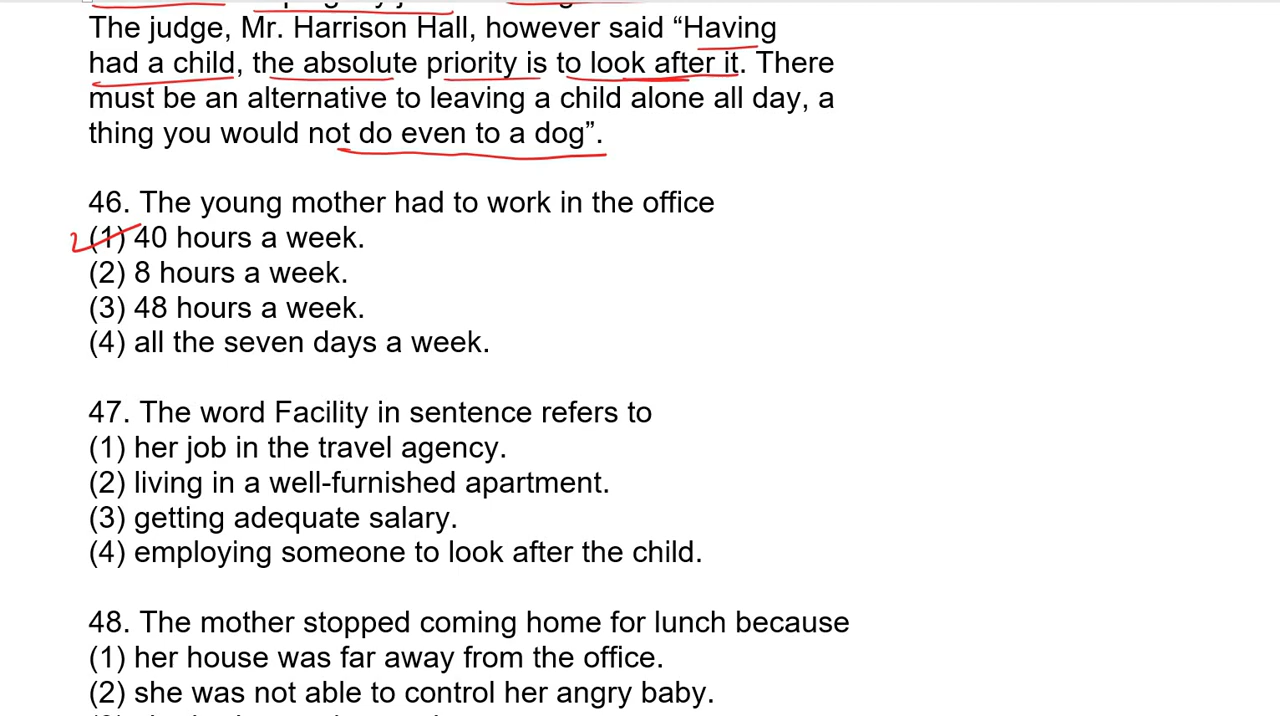 The judge, Mr. Harrison Hall, however said “Having
had a child, the absolute priority is to look after it. There
must be an alternative to leaving a child alone all day, a
thing you would not do even to a dog”.
46. The young mother had to work in the office
(1) 40 hours a week.
(2) 8 hours a week.
(3) 48 hours a week.
(4) all the seven days a week.
47. The word Facility in sentence refers to
(1) her job in the travel agency.
(2) living in a well-furnished apartment.
(3) getting adequate salary.
(4) employing someone to look after the child.
48. The mother stopped coming home for lunch because
(1) her house was far away from the office.
(2) she was not able to control her angry baby.